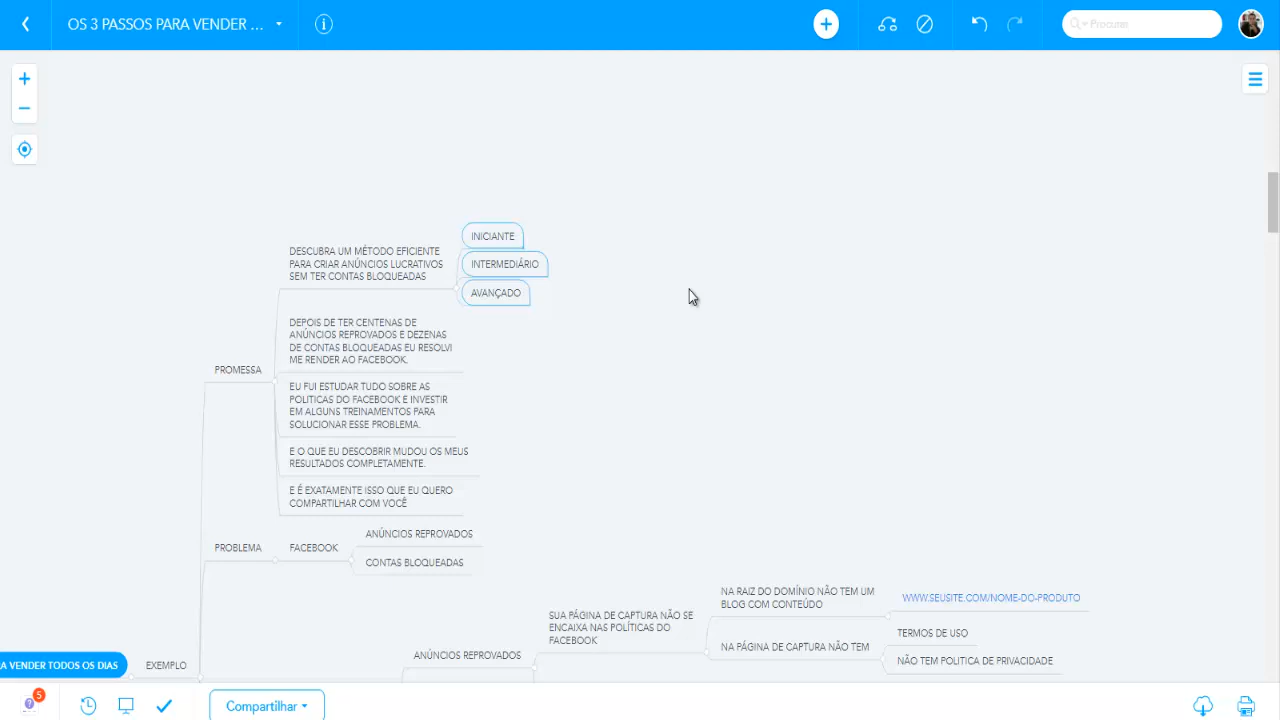 OS 3 PASSOS PARA VENDER ...
Procurar
INICIANTE
DESCUBRA UM MÉTODO EFICIENTE
PARA CRIAR ANÚNCIOS LUCRATIVOS
SEM TER CONTAS BLOQUEADAS
INTERMEDIÁRIO
AVANÇADO
DEPOIS DE TER CENTENAS DE
ANÚNCIOS REPROVADOS E DEZENAS
DE CONTAS BLOQUEADAS EU RESOLVI
ME RENDER AO FACEBOOK.
PROMESSA
EU FUI ESTUDAR TUDO SOBRE AS
POLITICAS DO FACEBOOK E INVESTIR
EM ALGUNS TREINAMENTOS PARA
SOLUCIONAR ESSE PROBLEMA.
E O QUE EU DESCOBRIR MUDOU OS MEUS
RESULTADOS COMPLETAMENTE.
E É EXATAMENTE ISSO QUE EU QUERO
COMPARTILHAR COM VOCÊ
PROBLEMA
FACEBOOK
ANÚNCIOS REPROVADOS
CONTAS BLOQUEADAS
NA RAIZ DO DOMÍNIO NÃO TEM UM
BLOG COM CONTEÚDO
WWW.SEUSITE.COM/NOME-DO-PRODUTO
SUA PÁGINA DE CAPTURA NÃO SE
ENCAIXA NAS POLÍTICAS DO
FACEBOOK
NA PÁGINA DE CAPTURA NÃO TEM
TERMOS DE USO
NÃO TEM POLITICA DE PRIVACIDADE
ANÚNCIOS REPROVADOS
A VENDER TODOS OS DIAS
EXEMPLO
5
Compartilhar